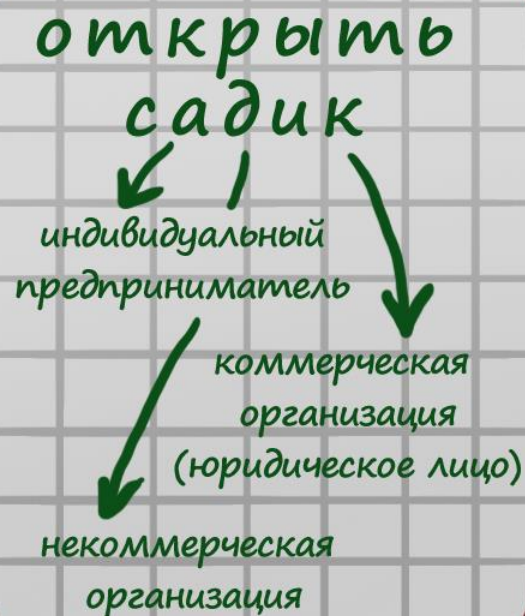 открыть
садик
индивидуальный
предприниматель
коммерческая
организация
(юридическое лицо)
некоммерческая
организация